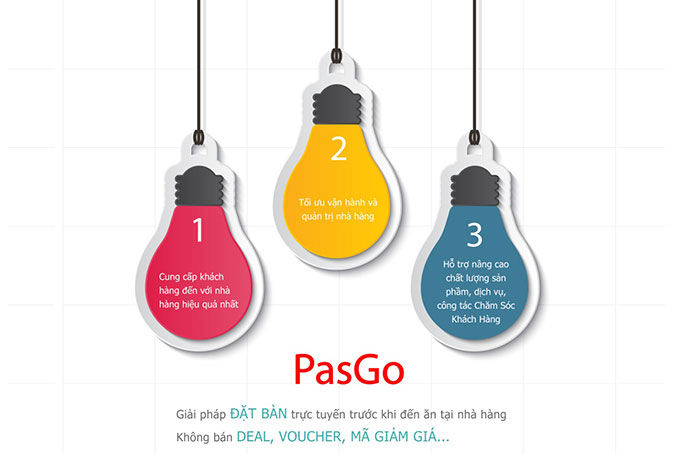 1
Cung cấp khách
hàng đến với nhà
hàng hiệu quả nhất
2
Tối ưu vận hành và
quản trị nhà hàng
3
Hỗ trợ nâng cao
chất lượng sản
phẩm, dịch vụ,
công tác Chăm Sóc
Khách Hàng
PasGo
Giải pháp ĐẶT BÀN trực tuyến trước khi đến ăn tại nhà hàng
Không bán DEAL, VOUCHER, MÃ GIẢM GIÁ...